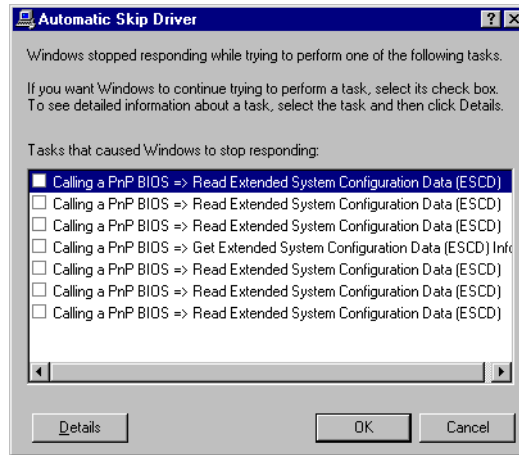 Automatic Skip Driver
Windows stopped responding while trying to perform one of the following tasks.
If you want Windows to continue trying to perform a task, select its check box.
To see detailed information about a task, select the task and then click Details.
Tasks that caused Windows to stop responding:
Calling a PnP BIOS => Read Extended System Configuration Data (ESCD)
Calling a PnP BIOS => Read Extended System Configuration Data (ESCD)
Calling a PnP BIOS => Read Extended System Configuration Data (ESCD)
Calling a PnP BIOS => Get Extended System Configuration Data (ESCD) Info
Calling a PnP BIOS => Read Extended System Configuration Data (ESCD)
Calling a PnP BIOS => Read Extended System Configuration Data (ESCD)
Calling a PnP BIOS => Read Extended System Configuration Data (ESCD)
Details OK Cancel